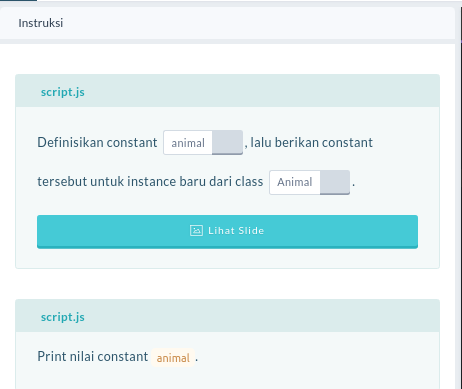 Instruksi
script.js
Definisikan constant animal , lalu berikan constant
tersebut untuk instance baru dari class Animal .
Lihat Slide
script.js
Print nilai constant animal .